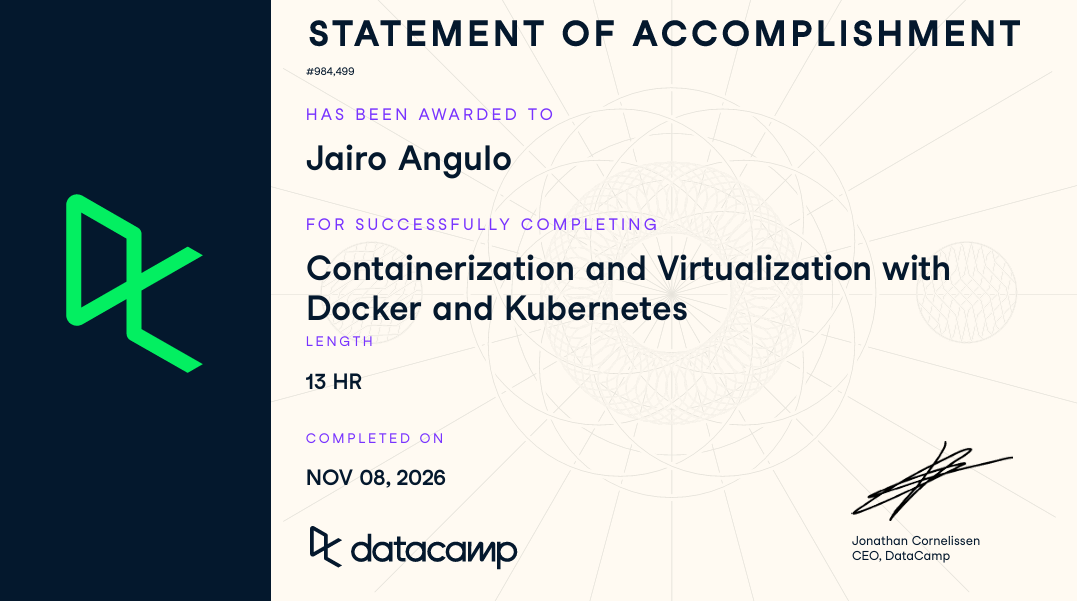 STATEMENT OF ACCOMPLISHMENT
#984,499
HAS BEEN AWARDED TO
Jairo Angulo
FOR SUCCESSFULLY COMPLETING
Containerization and Virtualization with
Docker and Kubernetes
LENGTH
13 HR
COMPLETED ON
NOV 08, 2026
datacamp
Jonathan Cornelissen
CEO, DataCamp